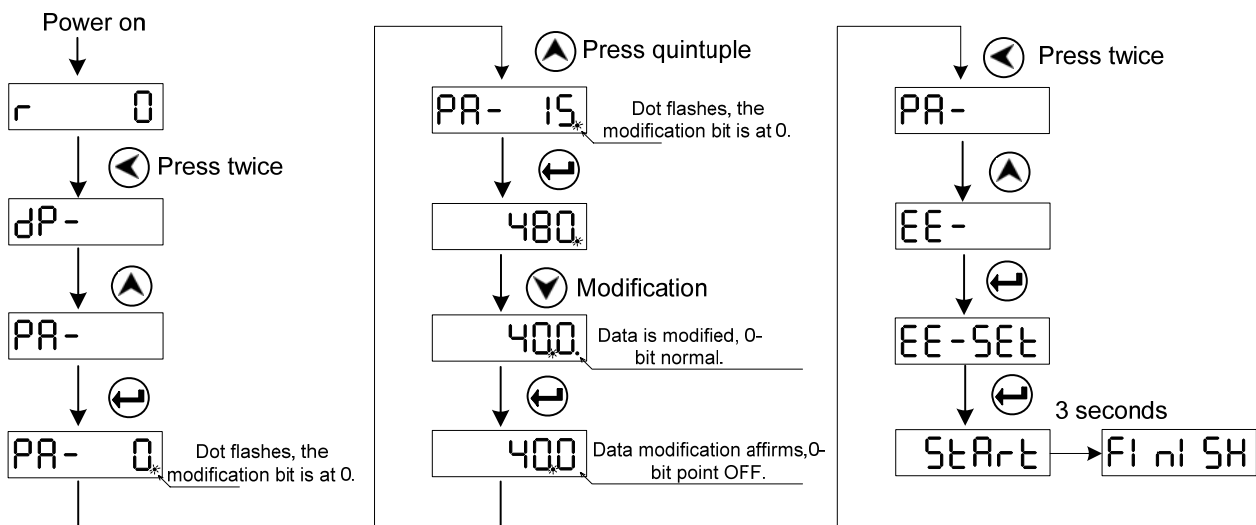 Power on
r 0
Press twice
dP-
PA-
PA- 0.
Dot flashes, the
modification bit is at 0.
Press quintuple
PA- 15.
Dot flashes, the
modification bit is at 0.
480.
Modification
40.0.
Data is modified, 0-
bit normal.
40.0
Data modification affirms,0-
bit point OFF.
Press twice
PA-
EE-
EE-SEt
3 seconds
StArt
FI nI SH